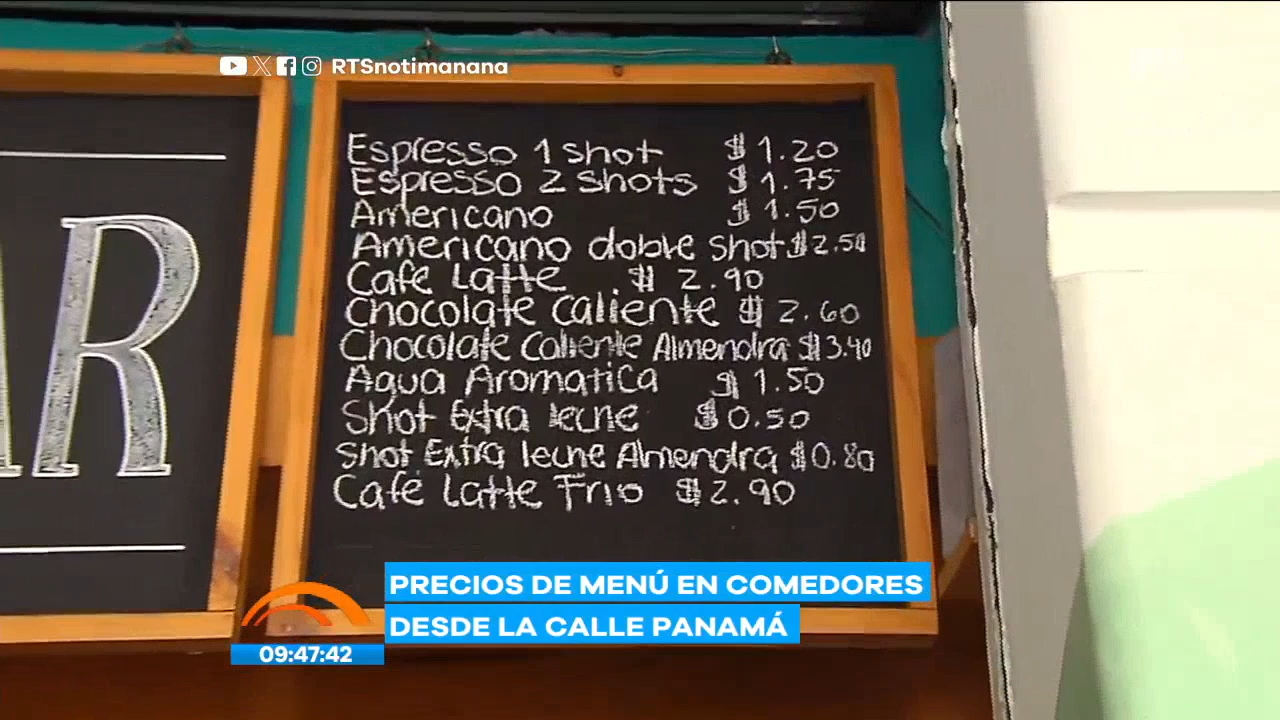 RTSnotimanana
Espresso 1 shot $ 1.20
Espresso 2 shots $ 1.75
Americano $ 1.50
Americano doble shot $ 2.50
Cafe Latte $ 2.90
Chocolate caliente $ 2.60
Chocolate Caliente Almendra $ 3.40
Agua Aromatica $ 1.50
Shot Extra leche $ 0.50
Shot Extra leche Almendra $ 0.80
Café Latte Frio $ 2.90
AR
PRECIOS DE MENÚ EN COMEDORES
DESDE LA CALLE PANAMÁ
09:47:42